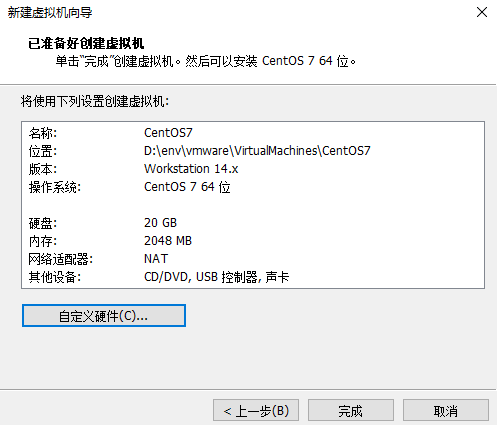 新建虚拟机向导
已准备好创建虚拟机
单击“完成”创建虚拟机。然后可以安装 CentOS 7 64 位。
将使用下列设置创建虚拟机:
名称: CentOS7
位置: D:\env\vmware\VirtualMachines\CentOS7
版本: Workstation 14.x
操作系统: CentOS 7 64 位
硬盘: 20 GB
内存: 2048 MB
网络适配器: NAT
其他设备: CD/DVD, USB 控制器, 声卡
自定义硬件(C)...
< 上一步(B) 完成 取消